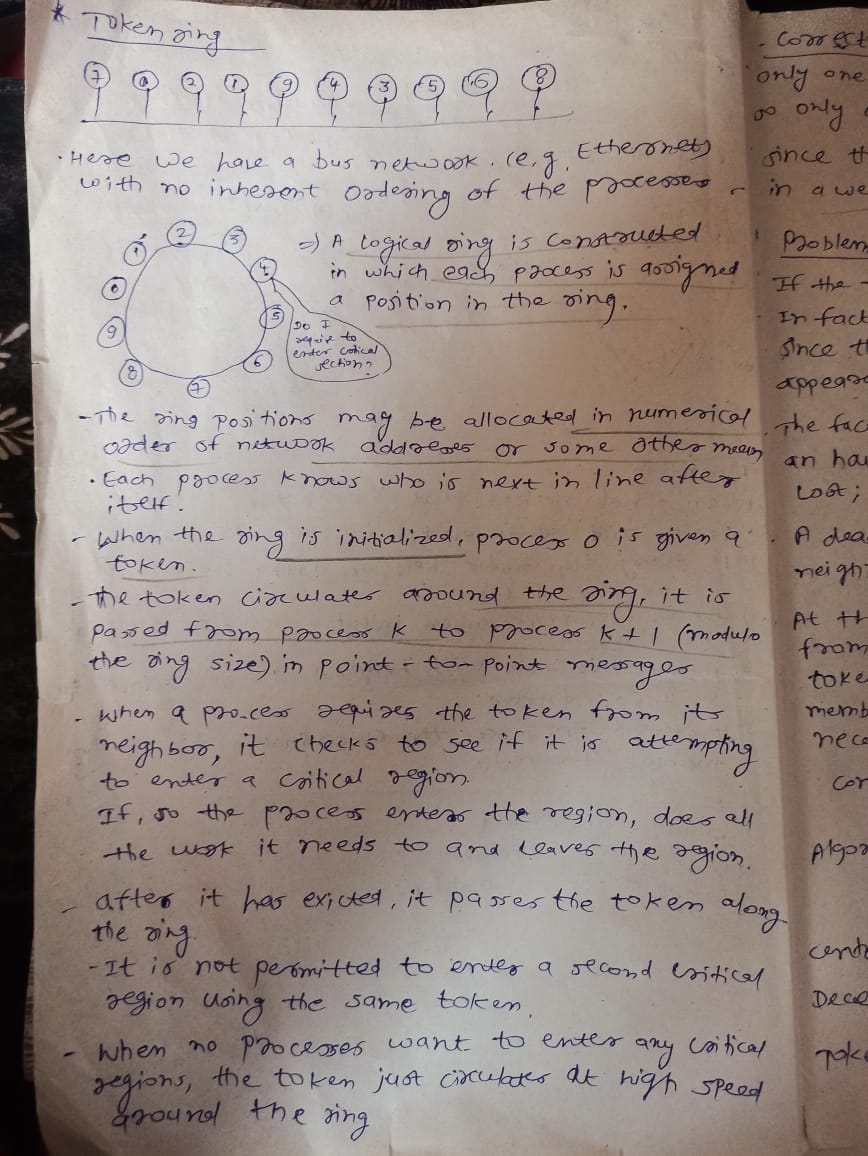 * Token ring
7 0 2 1 9 4 3 5 6 8
. Here we have a bus network. (e.g. Ethernet)
with no inherent ordering of the processes
1 2 3 4 5 6 7 8 9 0
=) A logical ring is constructed
in which each process is assigned
a position in the ring.
Do I
require to
enter critical
section?
- The ring positions may be allocated in numerical
order of network addresses or some other mean
. Each process knows who is next in line after
itself.
- When the ring is initialized, process 0 is given a
token.
- The token circulates around the ring, it is
passed from process K to process K+1 (modulo
the ring size) in point-to-point messages
- when a process requires the token from its
neighbor, it checks to see if it is attempting
to enter a critical region
If, so the process enters the region, does all
the work it needs to and leaves the region.
- after it has exicted, it passes the token along
the ring.
- It is not permitted to enter a second critical
region using the same token.
- When no processes want to enter any critical
regions, the token just circulates at high speed
around the ring
- Correct
only one
so only
since th
in a we
Problem
If the
In fact
since th
appear
The fac
an hou
lost;
. A dea
neigh
At th
from
toke
memb
nece
cor
Algor
cent
Dece
Toke